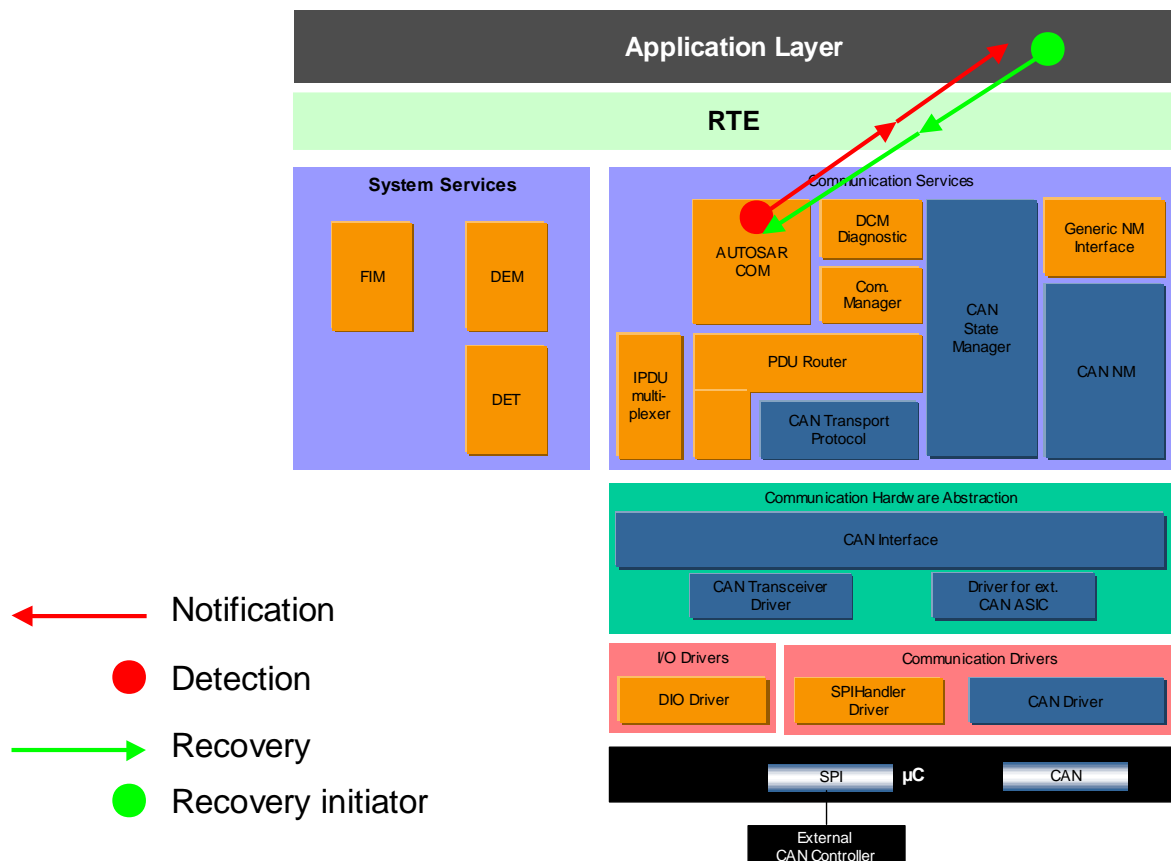 Application Layer
RTE
System Services
FIM
DEM
DET
Communication Services
AUTOSAR
COM
DCM
Diagnostic
Com.
Manager
CAN
State
Manager
Generic NM
Interface
CAN NM
IPDU
multi-
plexer
PDU Router
CAN Transport
Protocol
Communication Hardware Abstraction
CAN Interface
CAN Transceiver
Driver
Driver for ext.
CAN ASIC
I/O Drivers
DIO Driver
Communication Drivers
SPIHandler
Driver
CAN Driver
SPI
µC
CAN
External
CAN Controller
Notification
Detection
Recovery
Recovery initiator